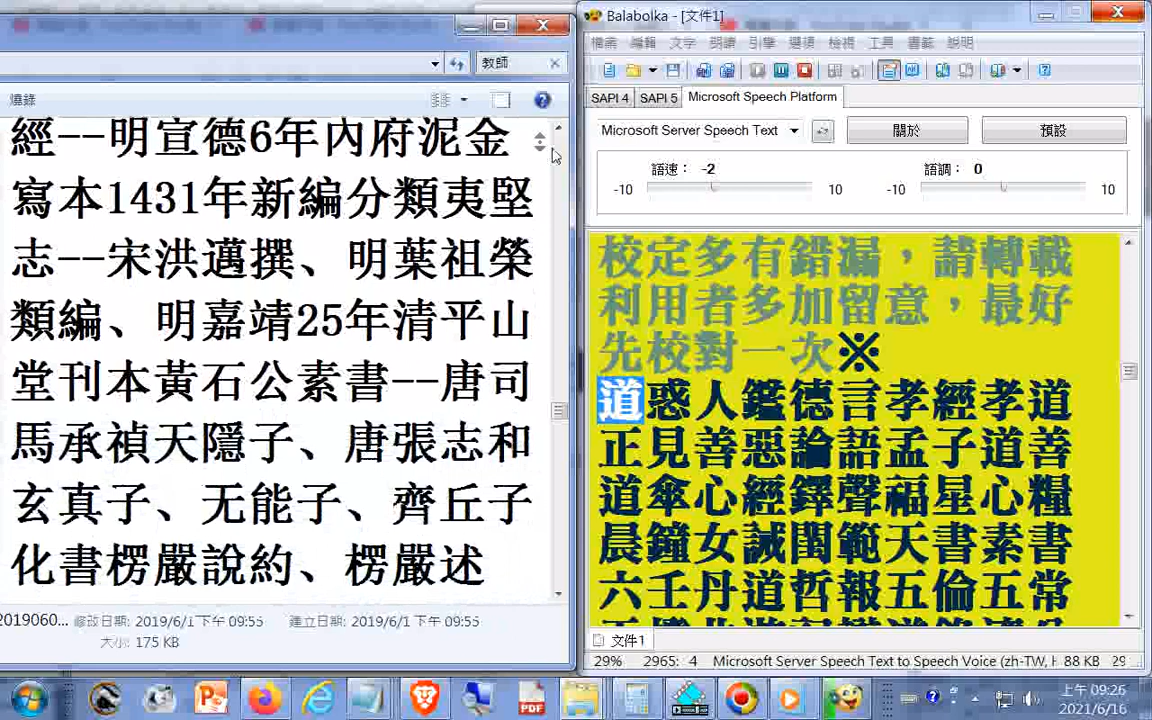 教師
燒錄
經--明宣德6年內府泥金
寫本1431年新編分類夷堅
志--宋洪邁撰、明葉祖榮
類編、明嘉靖25年清平山
堂刊本黃石公素書--唐司
馬承禎天隱子、唐張志和
玄真子、无能子、齊丘子
化書楞嚴說約、楞嚴述
2019060... 修改日期: 2019/6/1 下午 09:55 建立日期: 2019/6/1 下午 09:55
大小: 175 KB
Balabolka - [文件1]
檔案 編輯 文字 朗讀 引擎 選項 檢視 工具 書籤 說明
SAPI 4 SAPI 5 Microsoft Speech Platform
Microsoft Server Speech Text 關於 預設
語速： -2 語調： 0
-10 10 -10 10
校定多有錯漏，請轉載
利用者多加留意，最好
先校對一次※
道惑人鑑德言孝經孝道
正見善惡論語孟子道善
道傘心經鐸聲福星心糧
晨鐘女誡閨範天書素書
六壬丹道哲報五倫五常
文件1
29% 2965: 4 Microsoft Server Speech Text to Speech Voice (zh-TW, H 88 KB 29
上午 09:26
2021/6/16